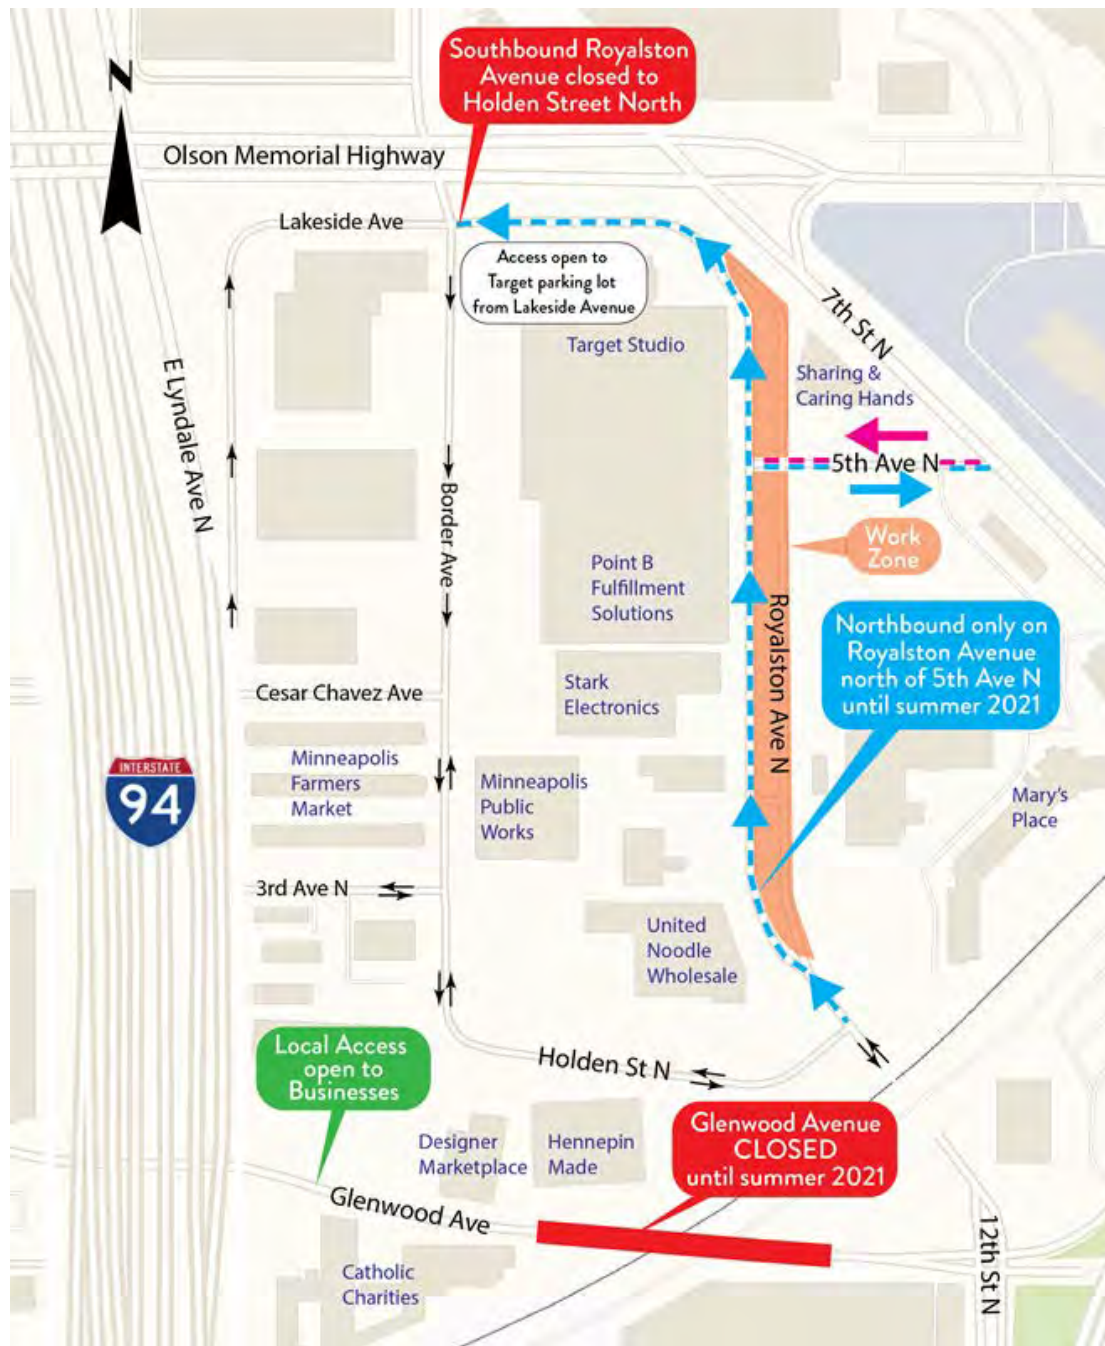 Southbound Royalston
Avenue closed to
Holden Street North
N
Olson Memorial Highway
Lakeside Ave
Access open to
Target parking lot
from Lakeside Avenue
Target Studio
7th St N
Sharing &
Caring Hands
E Lyndale Ave N
5th Ave N
Border Ave
Work
Zone
Point B
Fulfillment
Solutions
Royalston Ave N
Northbound only on
Royalston Avenue
north of 5th Ave N
until summer 2021
Cesar Chavez Ave
Stark
Electronics
INTERSTATE
94
Minneapolis
Farmers
Market
Minneapolis
Public
Works
Mary's
Place
3rd Ave N
United
Noodle
Wholesale
Local Access
open to
Businesses
Holden St N
Designer
Marketplace
Hennepin
Made
Glenwood Avenue
CLOSED
until summer 2021
Glenwood Ave
12th St N
Catholic
Charities